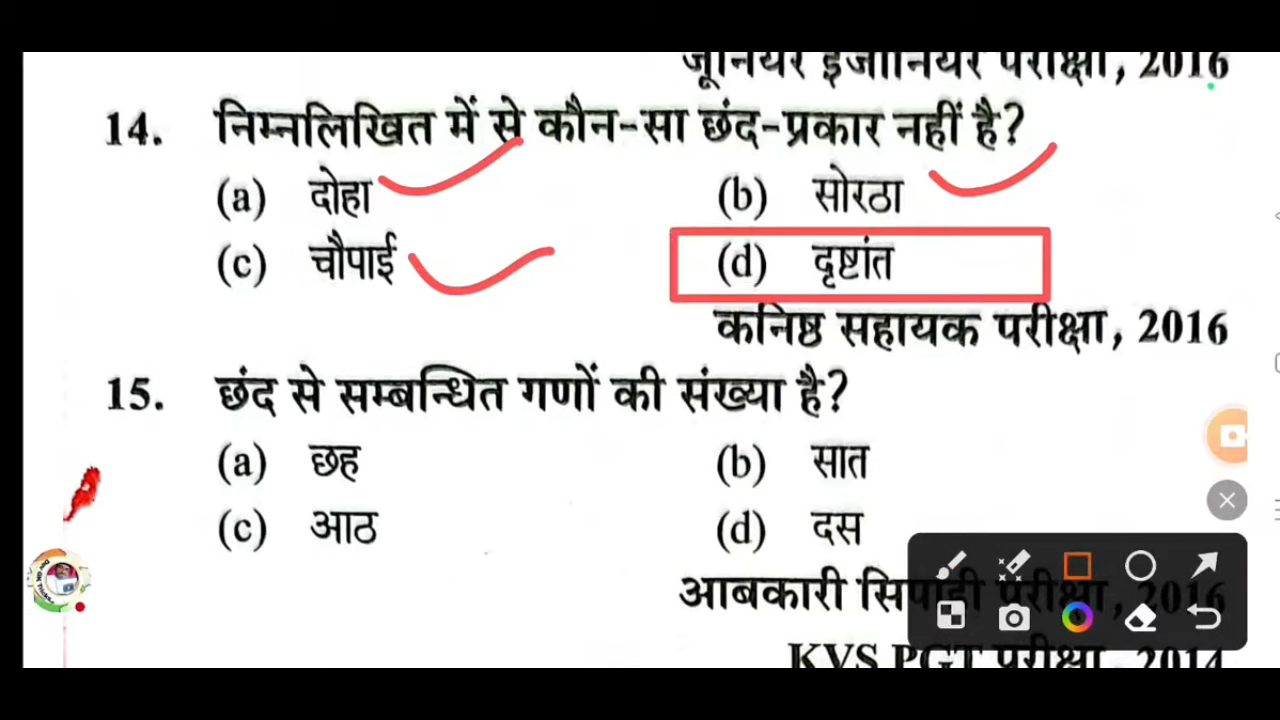 जूनियर इंजीनियर परीक्षा, 2016
14. निम्नलिखित में से कौन-सा छंद-प्रकार नहीं है?
(a) दोहा (b) सोरठा
(c) चौपाई (d) दृष्टांत
कनिष्ठ सहायक परीक्षा, 2016
15. छंद से सम्बन्धित गणों की संख्या है?
(a) छह (b) सात
(c) आठ (d) दस
आबकारी सिपाही परीक्षा, 2016
KVS PGT परीक्षा, 2014